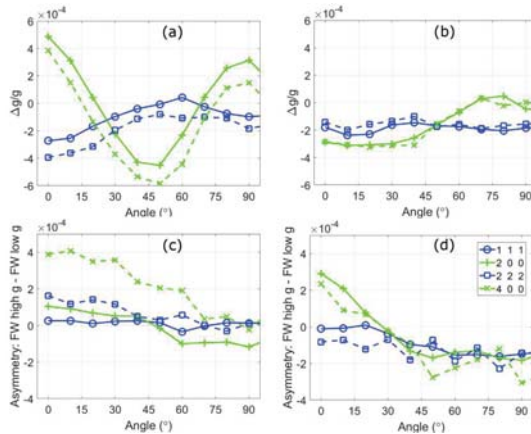 ×10⁻⁴
6
4
2
0
-2
-4
-6
Δg/g
(a)
0 15 30 45 60 75 90
Angle (°)
×10⁻⁴
6
4
2
0
-2
-4
-6
Δg/g
(b)
0 15 30 45 60 75 90
Angle (°)
×10⁻⁴
6
4
2
0
-2
-4
Asymmetry: FW high g - FW low g
(c)
0 15 30 45 60 75 90
Angle (°)
×10⁻⁴
6
4
2
0
-2
-4
Asymmetry: FW high g - FW low g
(d)
1 1 1
2 0 0
2 2 2
4 0 0
0 15 30 45 60 75 90
Angle (°)